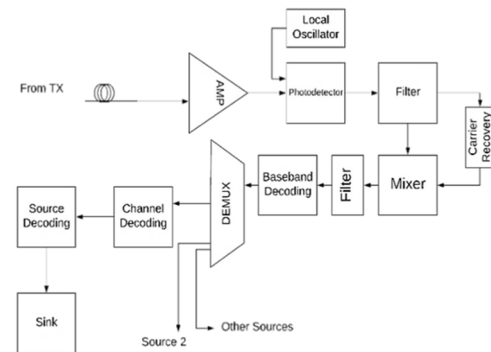 Local
Oscillator
From TX
AMP
Photodetector
Filter
Carrier
Recovery
Mixer
Filter
Baseband
Decoding
DEMUX
Channel
Decoding
Source
Decoding
Sink
Source 2
Other Sources